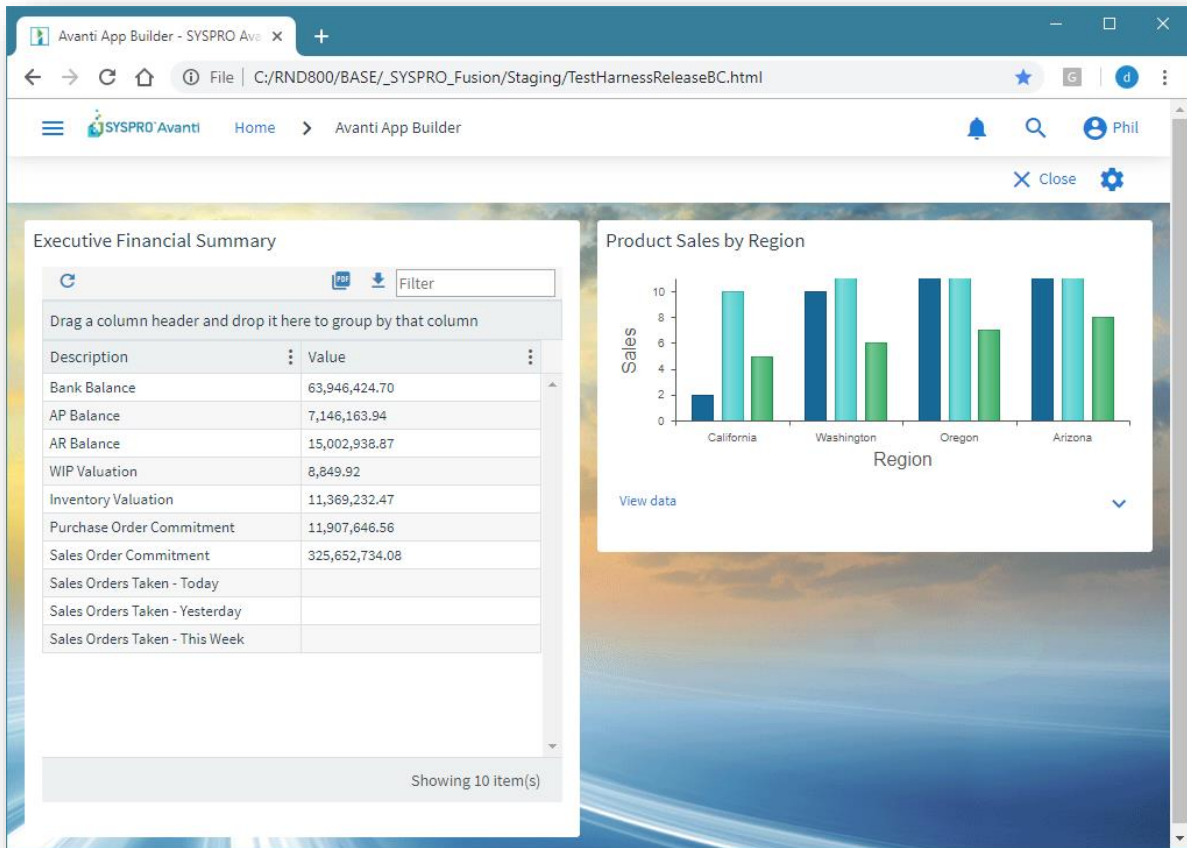 Avanti App Builder - SYSPRO Ava
File
C:/RND800/BASE/_SYSPRO_Fusion/Staging/TestHarnessReleaseBC.html
G
d
SYSPRO Avanti
Home
Avanti App Builder
Phil
Close
Executive Financial Summary
PDF
Filter
Drag a column header and drop it here to group by that column
Description Value
Bank Balance 63,946,424.70
AP Balance 7,146,163.94
AR Balance 15,002,938.87
WIP Valuation 8,849.92
Inventory Valuation 11,369,232.47
Purchase Order Commitment 11,907,646.56
Sales Order Commitment 325,652,734.08
Sales Orders Taken - Today
Sales Orders Taken - Yesterday
Sales Orders Taken - This Week
Showing 10 item(s)
Product Sales by Region
Sales
10
8
6
4
2
0
California Washington Oregon Arizona
Region
View data